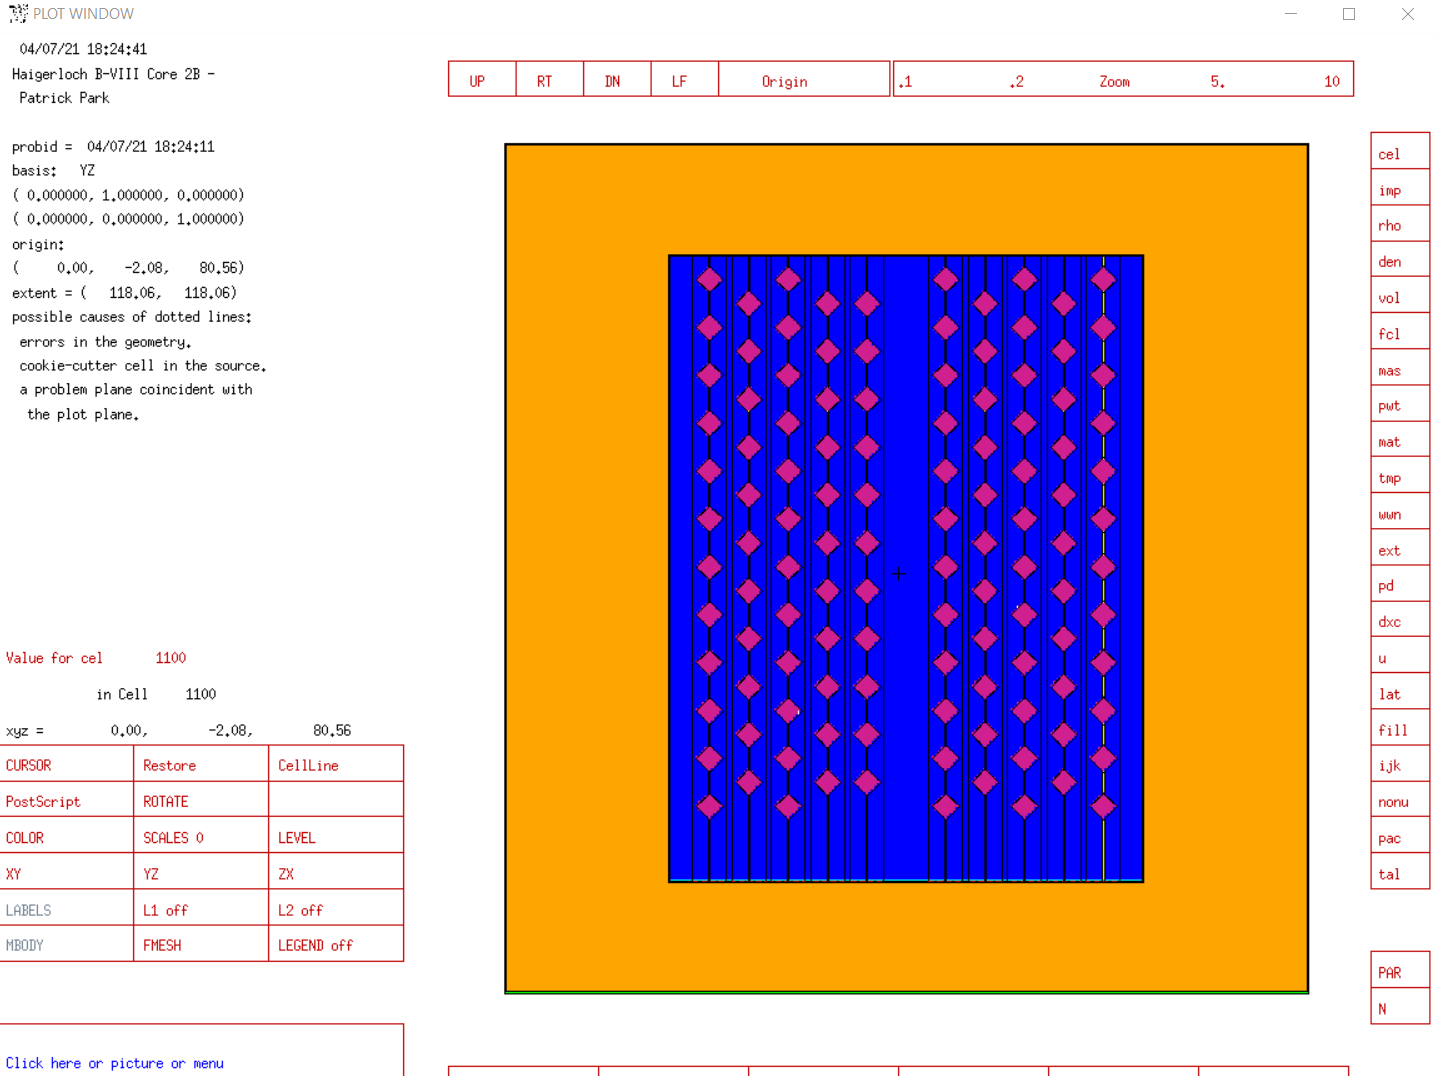 PLOT WINDOW
04/07/21 18:24:41
Haigerloch B-VIII Core 2B -
Patrick Park
probid = 04/07/21 18:24:11
basis: YZ
( 0.000000, 1.000000, 0.000000)
( 0.000000, 0.000000, 1.000000)
origin:
( 0.00, -2.08, 80.56)
extent = ( 118.06, 118.06)
possible causes of dotted lines:
errors in the geometry.
cookie-cutter cell in the source.
a problem plane coincident with
the plot plane.
UP RT DN LF Origin .1 .2 Zoom 5. 10
cel
imp
rho
den
vol
fcl
mas
pwt
mat
tmp
wwn
ext
pd
dxc
u
lat
fill
ijk
nonu
pac
tal
PAR
N
Value for cel 1100
in Cell 1100
xyz = 0.00, -2.08, 80.56
CURSOR Restore CellLine
PostScript ROTATE
COLOR SCALES 0 LEVEL
XY YZ ZX
LABELS L1 off L2 off
MBODY FMESH LEGEND off
Click here or picture or menu